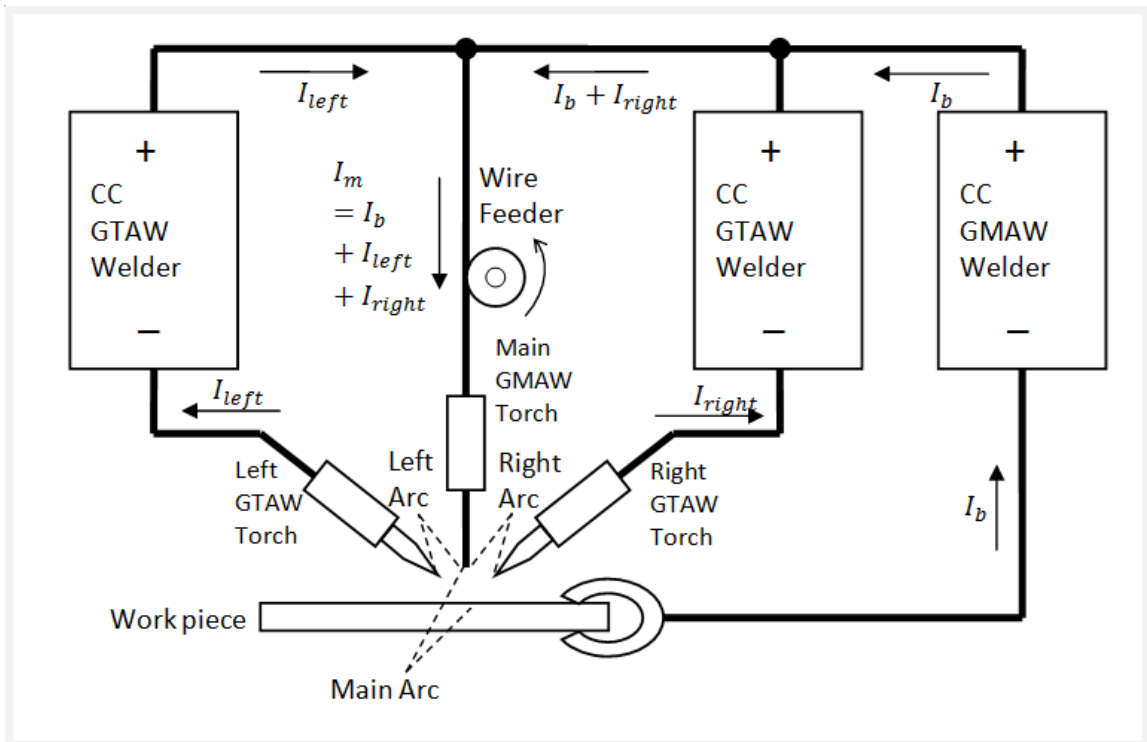 I_left
I_b + I_right
I_b
+
CC
GTAW
Welder
−
I_m
= I_b
+ I_left
+ I_right
Wire
Feeder
+
CC
GTAW
Welder
−
+
CC
GMAW
Welder
−
Main
GMAW
Torch
I_left
I_right
Left
GTAW
Torch
Left
Arc
Right
Arc
Right
GTAW
Torch
I_b
Work piece
Main Arc